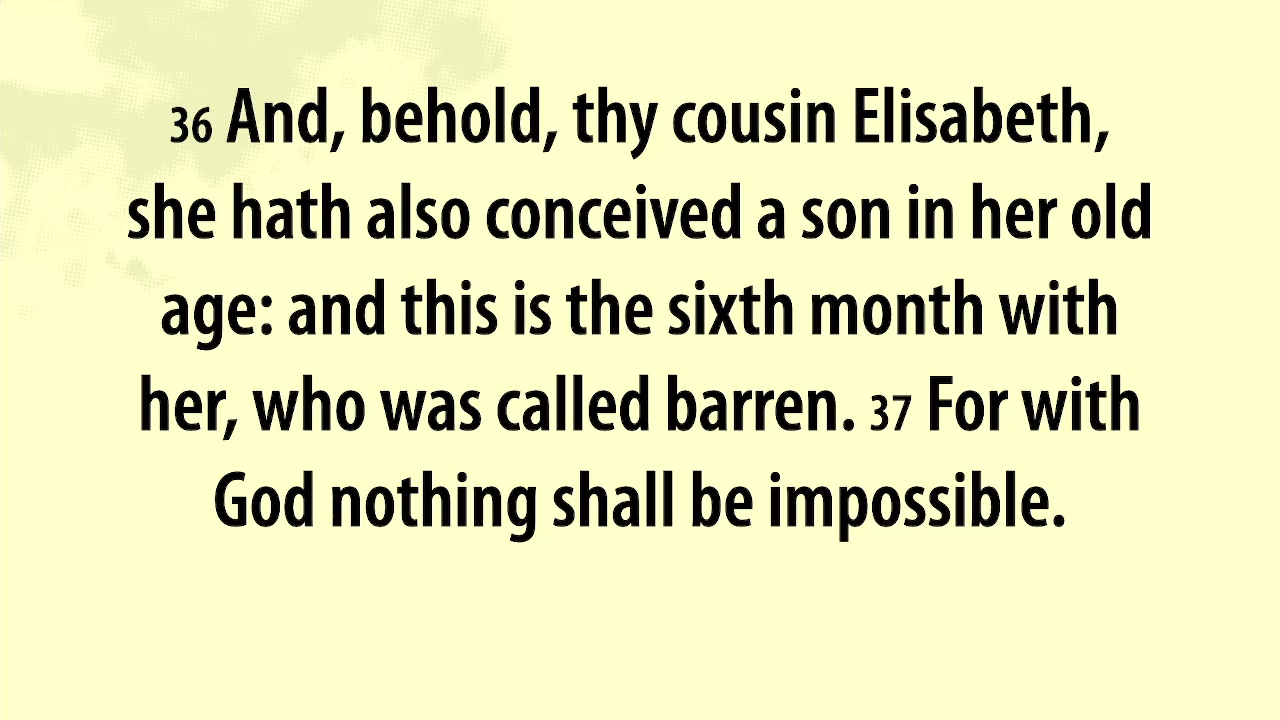 36 And, behold, thy cousin Elisabeth,
she hath also conceived a son in her old
age: and this is the sixth month with
her, who was called barren. 37 For with
God nothing shall be impossible.